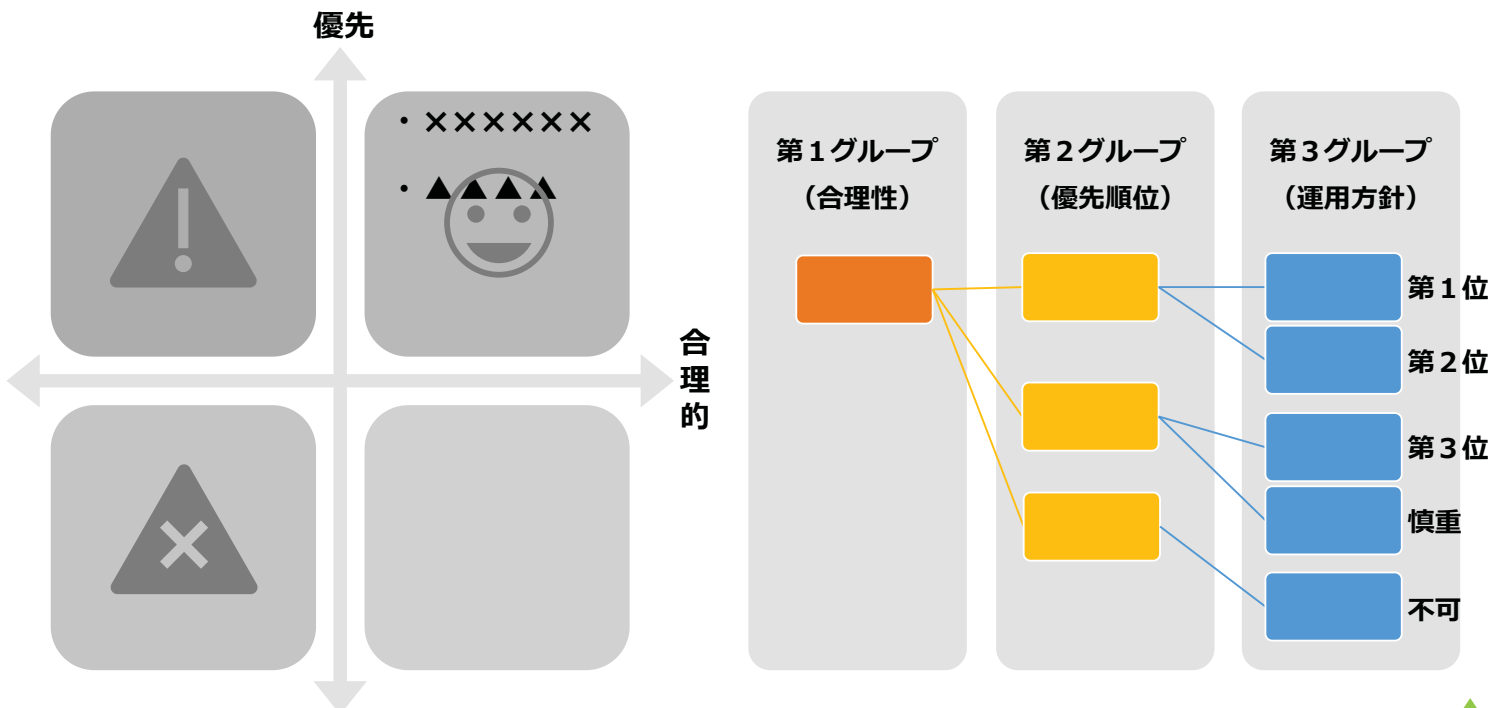 優先
・××××××
・▲▲▲▲
合理的
第１グループ
（合理性）
第２グループ
（優先順位）
第３グループ
（運用方針）
第１位
第２位
第３位
慎重
不可